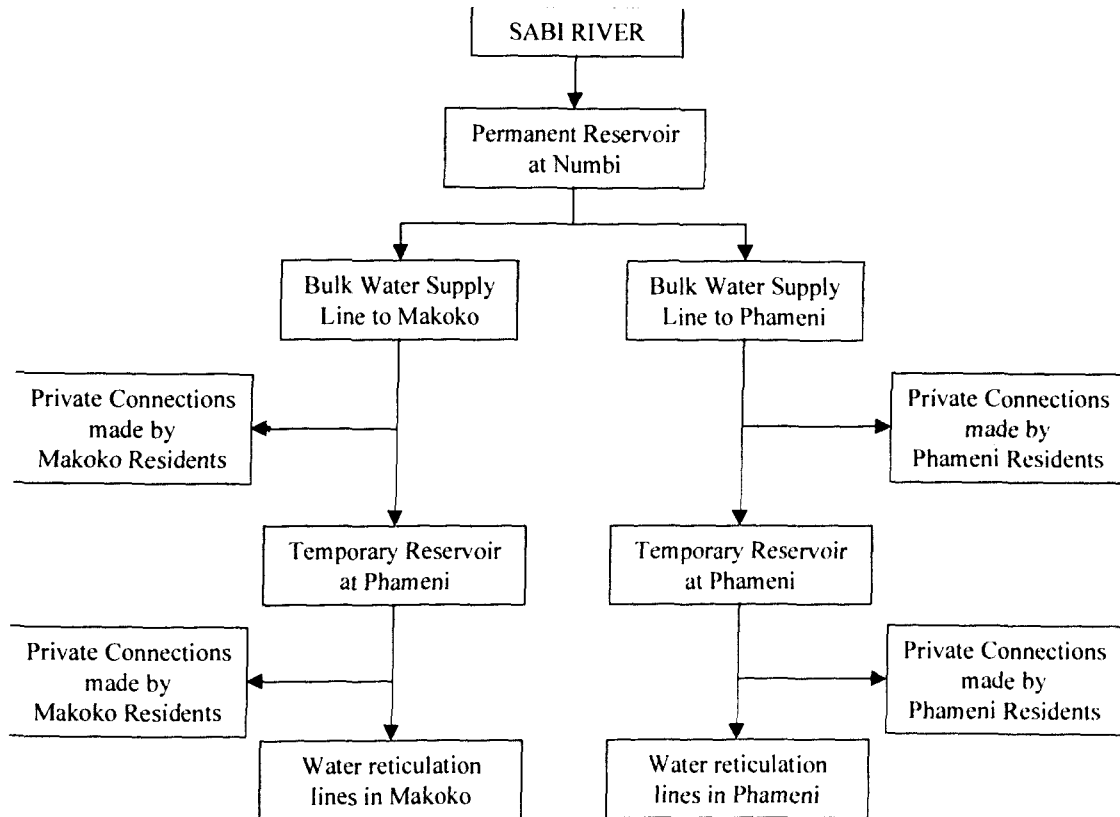 SABI RIVER
Permanent Reservoir
at Numbi
Bulk Water Supply
Line to Makoko
Bulk Water Supply
Line to Phameni
Private Connections
made by
Makoko Residents
Private Connections
made by
Phameni Residents
Temporary Reservoir
at Phameni
Temporary Reservoir
at Phameni
Private Connections
made by
Makoko Residents
Private Connections
made by
Phameni Residents
Water reticulation
lines in Makoko
Water reticulation
lines in Phameni